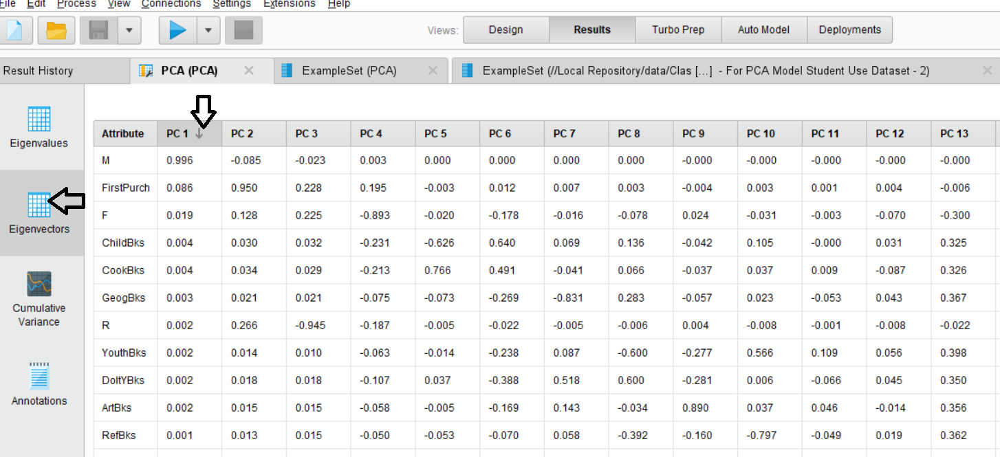 File Edit Process View Connections Settings Extensions Help
Views: Design Results Turbo Prep Auto Model Deployments
Result History PCA (PCA) ExampleSet (PCA) ExampleSet (//Local Repository/data/Clas [...] - For PCA Model Student Use Dataset - 2)
Eigenvalues
Eigenvectors
Cumulative
Variance
Annotations
Attribute PC 1 PC 2 PC 3 PC 4 PC 5 PC 6 PC 7 PC 8 PC 9 PC 10 PC 11 PC 12 PC 13
M 0.996 -0.085 -0.023 0.003 0.000 0.000 0.000 0.000 -0.000 -0.000 -0.000 -0.000 -0.000
FirstPurch 0.086 0.950 0.228 0.195 -0.003 0.012 0.007 0.003 -0.004 0.003 0.001 0.004 -0.006
F 0.019 0.128 0.225 -0.893 -0.020 -0.178 -0.016 -0.078 0.024 -0.031 -0.003 -0.070 -0.300
ChildBks 0.004 0.030 0.032 -0.231 -0.626 0.640 0.069 0.136 -0.042 0.105 -0.000 0.031 0.325
CookBks 0.004 0.034 0.029 -0.213 0.766 0.491 -0.041 0.066 -0.037 0.037 0.009 -0.087 0.326
GeogBks 0.003 0.021 0.021 -0.075 -0.073 -0.269 -0.831 0.283 -0.057 0.023 -0.053 0.043 0.367
R 0.002 0.266 -0.945 -0.187 -0.005 -0.022 -0.005 -0.006 0.004 -0.008 -0.001 -0.008 -0.022
YouthBks 0.002 0.014 0.010 -0.063 -0.014 -0.238 0.087 -0.600 -0.277 0.566 0.109 0.056 0.398
DoItYBks 0.002 0.018 0.018 -0.107 0.037 -0.388 0.518 0.600 -0.281 0.006 -0.066 0.045 0.350
ArtBks 0.002 0.015 0.015 -0.058 -0.005 -0.169 0.143 -0.034 0.890 0.037 0.046 -0.014 0.356
RefBks 0.001 0.013 0.015 -0.050 -0.053 -0.070 0.058 -0.392 -0.160 -0.797 -0.049 0.019 0.362